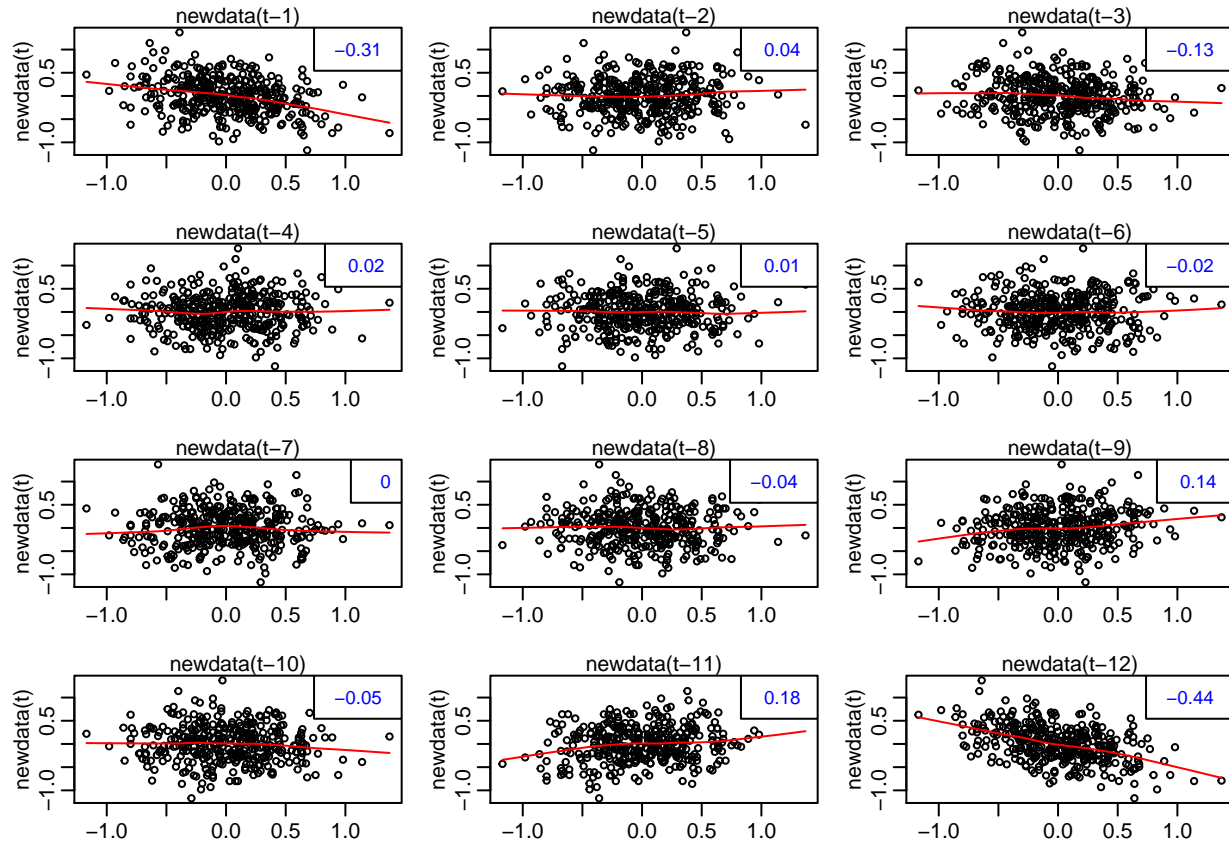 newdata(t−1) newdata(t−2) newdata(t−3)
−0.31 0.04 −0.13
newdata(t) newdata(t) newdata(t)
0.5 0.5 0.5
−1.0 −1.0 −1.0
−1.0 0.0 0.5 1.0 −1.0 0.0 0.5 1.0 −1.0 0.0 0.5 1.0
newdata(t−4) newdata(t−5) newdata(t−6)
0.02 0.01 −0.02
newdata(t) newdata(t) newdata(t)
0.5 0.5 0.5
−1.0 −1.0 −1.0
−1.0 0.0 0.5 1.0 −1.0 0.0 0.5 1.0 −1.0 0.0 0.5 1.0
newdata(t−7) newdata(t−8) newdata(t−9)
0 −0.04 0.14
newdata(t) newdata(t) newdata(t)
0.5 0.5 0.5
−1.0 −1.0 −1.0
−1.0 0.0 0.5 1.0 −1.0 0.0 0.5 1.0 −1.0 0.0 0.5 1.0
newdata(t−10) newdata(t−11) newdata(t−12)
−0.05 0.18 −0.44
newdata(t) newdata(t) newdata(t)
0.5 0.5 0.5
−1.0 −1.0 −1.0
−1.0 0.0 0.5 1.0 −1.0 0.0 0.5 1.0 −1.0 0.0 0.5 1.0